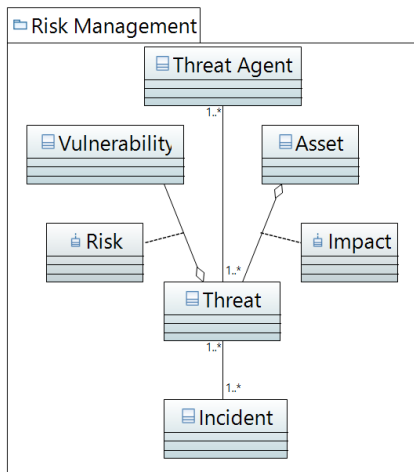 Risk Management
Threat Agent
1..*
Vulnerability
Asset
Risk
Impact
1..*
Threat
1..*
1..*
Incident